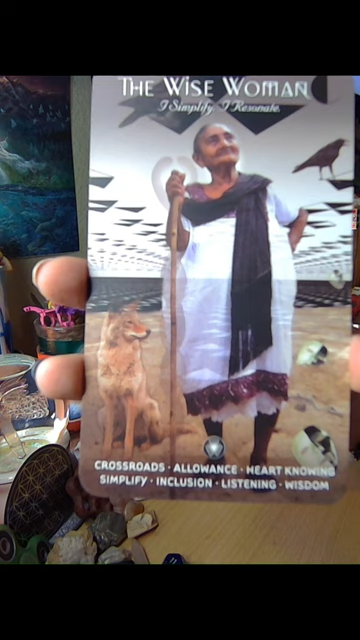 THE WISE WOMAN
I Simplify. I Resonate.
CROSSROADS · ALLOWANCE · HEART KNOWING
SIMPLIFY · INCLUSION · LISTENING · WISDOM